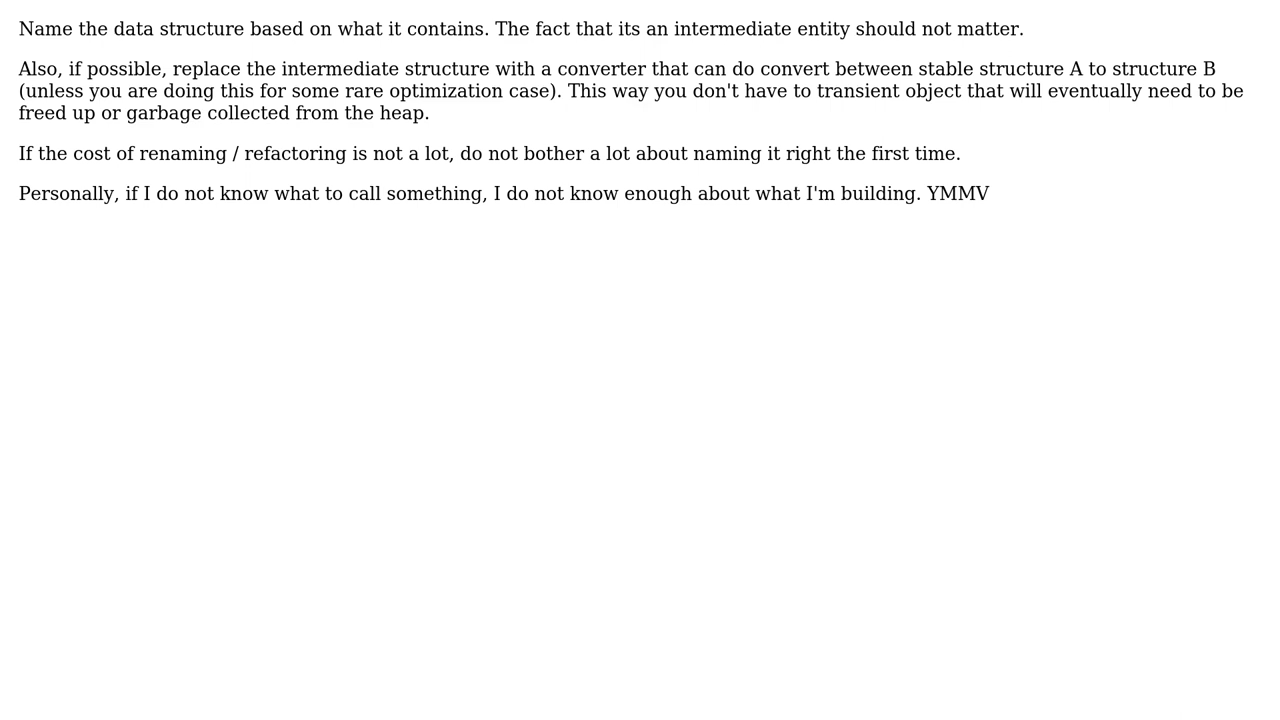 Name the data structure based on what it contains. The fact that its an intermediate entity should not matter.
Also, if possible, replace the intermediate structure with a converter that can do convert between stable structure A to structure B
(unless you are doing this for some rare optimization case). This way you don't have to transient object that will eventually need to be
freed up or garbage collected from the heap.
If the cost of renaming / refactoring is not a lot, do not bother a lot about naming it right the first time.
Personally, if I do not know what to call something, I do not know enough about what I'm building. YMMV